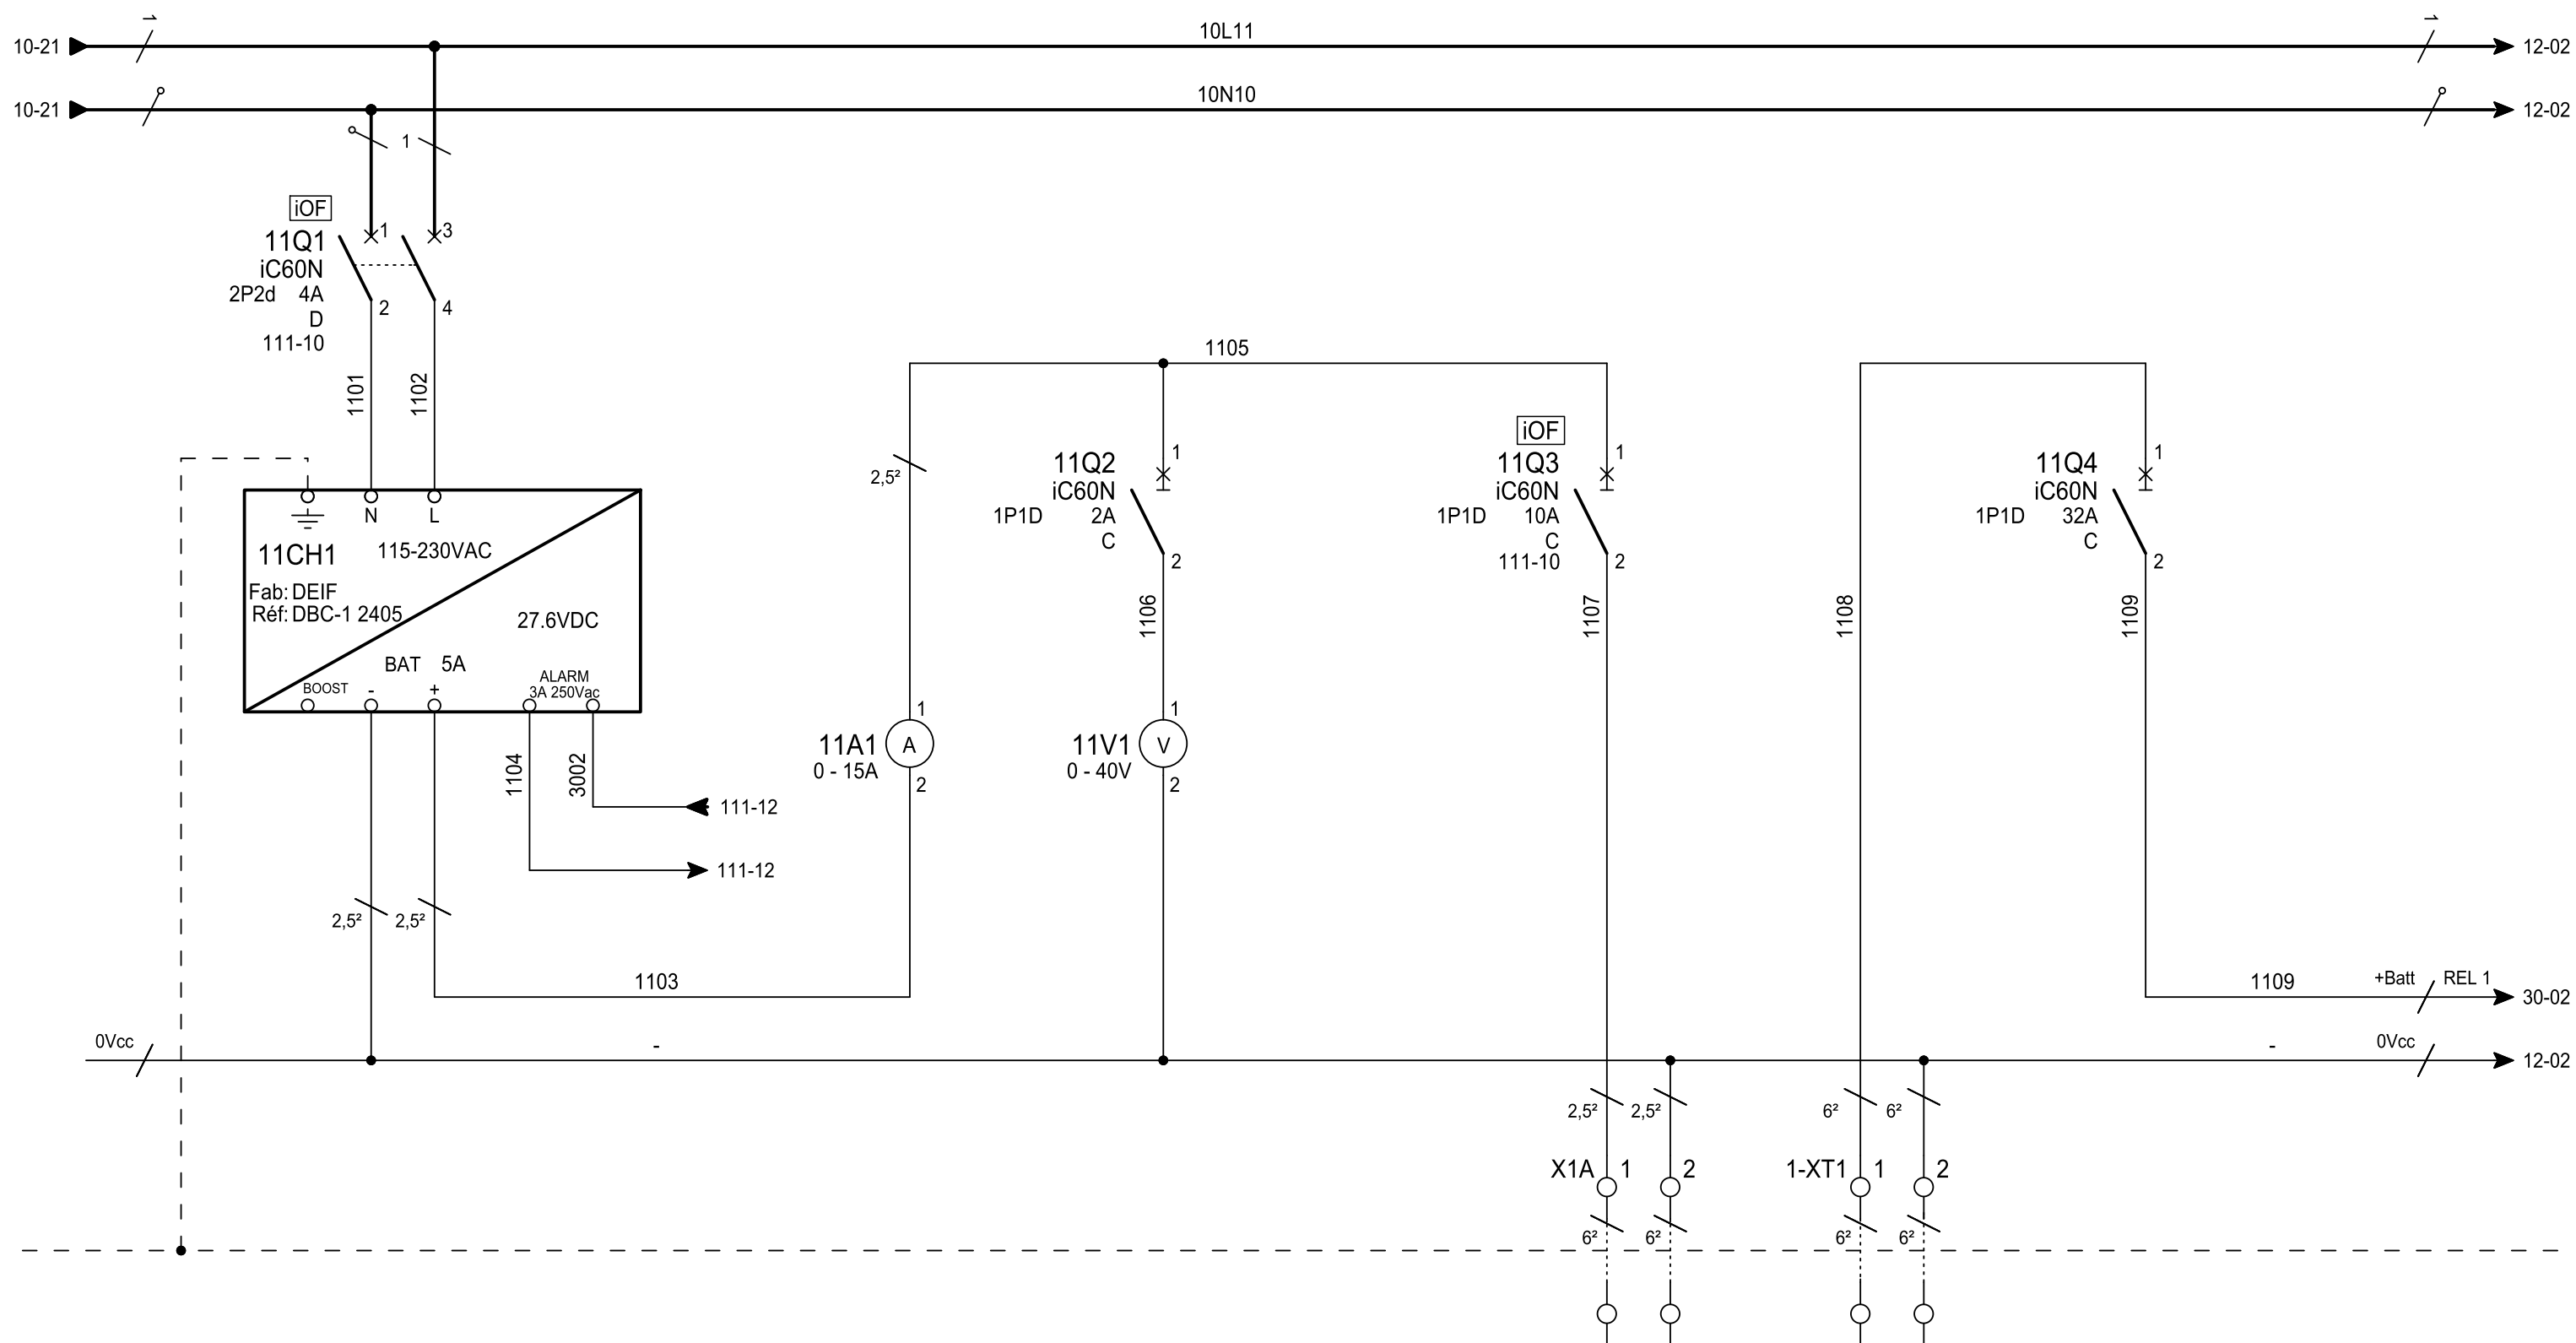 10L11
10-21
12-02
10N10
10-21
12-02
1
1
1
iOF
11Q1
iC60N
2P2d 4A
D
111-10
1
3
2
4
1101
1102
N
L
11CH1
115-230VAC
Fab: DEIF
Réf: DBC-1 2405
27.6VDC
BAT 5A
BOOST
-
+
ALARM
3A 250Vac
1104
3002
111-12
111-12
2,5²
2,5²
1103
1105
2,5²
11A1
0 - 15A
1
A
2
11Q2
iC60N
1P1D 2A
C
1
2
1106
11V1
0 - 40V
1
V
2
iOF
11Q3
iC60N
1P1D 10A
C
111-10
1
2
1107
1108
11Q4
iC60N
1P1D 32A
C
1
2
1109
1109
+Batt
REL 1
30-02
0Vcc
-
-
0Vcc
12-02
2,5²
2,5²
6²
6²
X1A 1
2
1-XT1 1
2
6²
6²
6²
6²